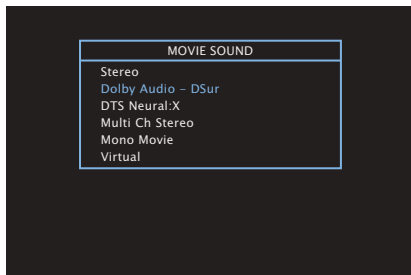 MOVIE SOUND
Stereo
Dolby Audio – DSur
DTS Neural:X
Multi Ch Stereo
Mono Movie
Virtual